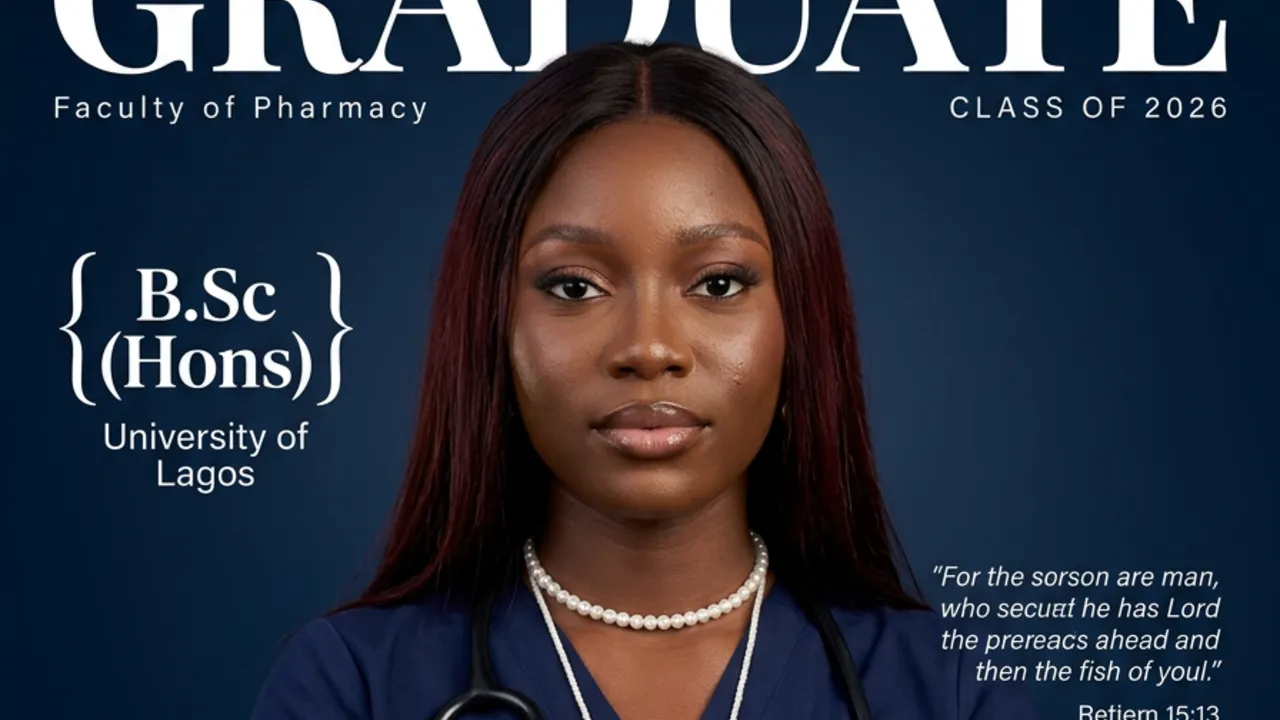 GRADUATE
Faculty of Pharmacy
CLASS OF 2026
{B.Sc
(Hons)}
University of
Lagos
"For the sorson are man,
who secuat he has Lord
the prereacs ahead and
then the fish of youl."
Betiem 15:13